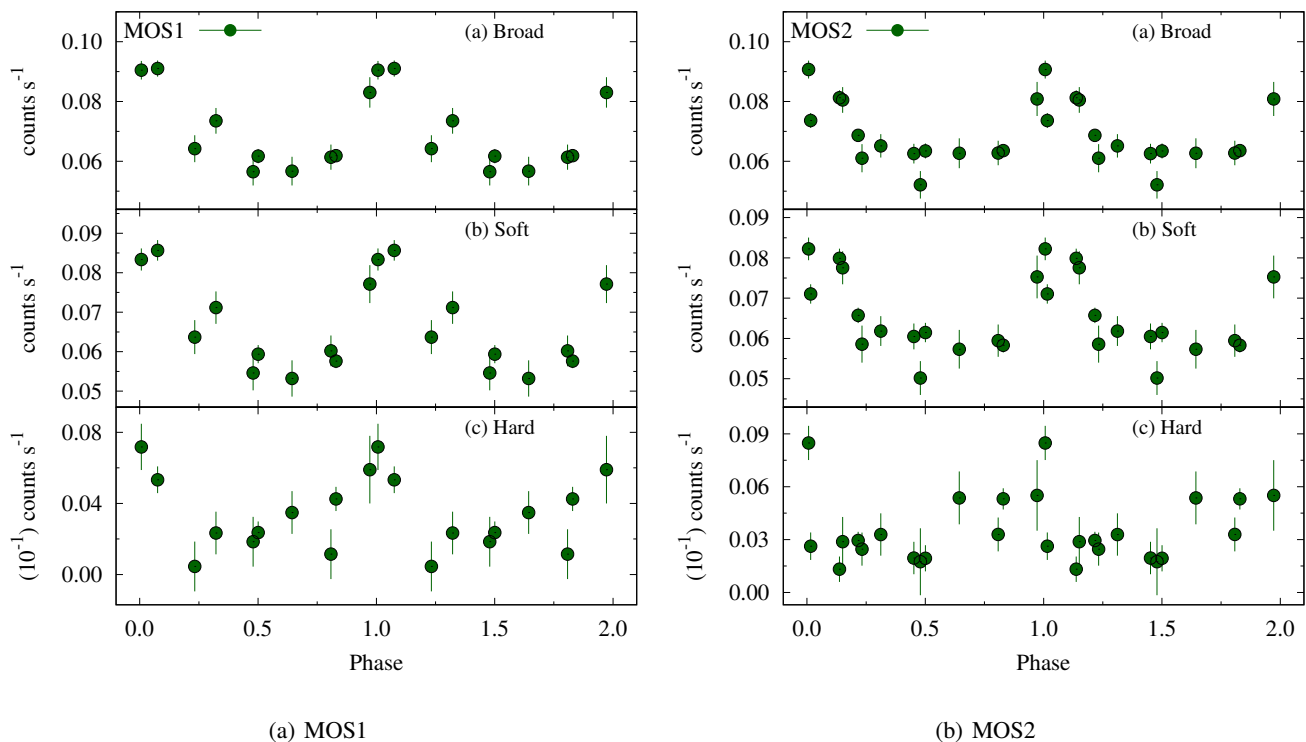 MOS1
(a) Broad
0.10
0.08
0.06
counts s⁻¹
(b) Soft
0.09
0.08
0.07
0.06
0.05
counts s⁻¹
(c) Hard
0.08
0.04
0.00
(10⁻¹) counts s⁻¹
0.0 0.5 1.0 1.5 2.0
Phase
(a) MOS1
MOS2
(a) Broad
0.10
0.08
0.06
counts s⁻¹
(b) Soft
0.09
0.08
0.07
0.06
0.05
counts s⁻¹
(c) Hard
0.09
0.06
0.03
0.00
(10⁻¹) counts s⁻¹
0.0 0.5 1.0 1.5 2.0
Phase
(b) MOS2